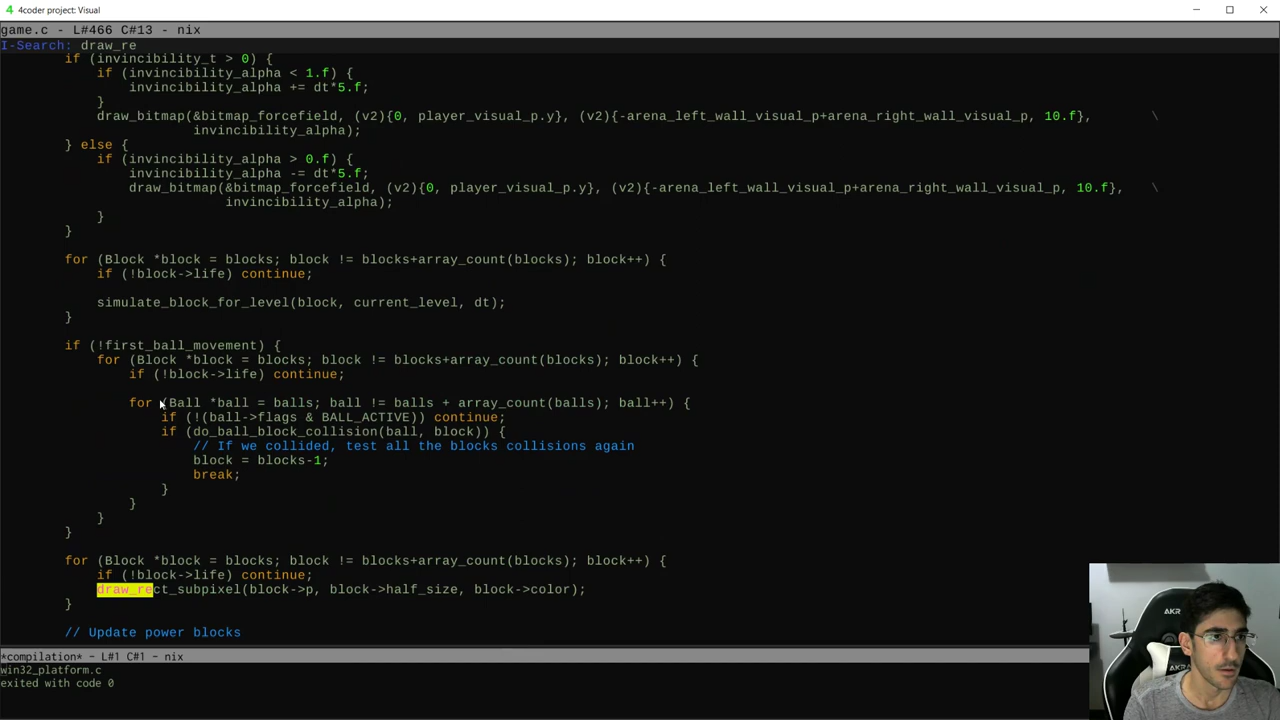 4coder project: Visual
game.c - L#466 C#13 - nix
I-Search: draw_re
if (invincibility_t > 0) {
if (invincibility_alpha < 1.f) {
invincibility_alpha += dt*5.f;
}
draw_bitmap(&bitmap_forcefield, (v2){0, player_visual_p.y}, (v2){-arena_left_wall_visual_p+arena_right_wall_visual_p, 10.f}, \
invincibility_alpha);
} else {
if (invincibility_alpha > 0.f) {
invincibility_alpha -= dt*5.f;
draw_bitmap(&bitmap_forcefield, (v2){0, player_visual_p.y}, (v2){-arena_left_wall_visual_p+arena_right_wall_visual_p, 10.f}, \
invincibility_alpha);
}
}
for (Block *block = blocks; block != blocks+array_count(blocks); block++) {
if (!block->life) continue;
simulate_block_for_level(block, current_level, dt);
}
if (!first_ball_movement) {
for (Block *block = blocks; block != blocks+array_count(blocks); block++) {
if (!block->life) continue;
for (Ball *ball = balls; ball != balls + array_count(balls); ball++) {
if (!(ball->flags & BALL_ACTIVE)) continue;
if (do_ball_block_collision(ball, block)) {
// If we collided, test all the blocks collisions again
block = blocks-1;
break;
}
}
}
}
for (Block *block = blocks; block != blocks+array_count(blocks); block++) {
if (!block->life) continue;
draw_rect_subpixel(block->p, block->half_size, block->color);
}
// Update power blocks
*compilation* - L#1 C#1 - nix
win32_platform.c
exited with code 0